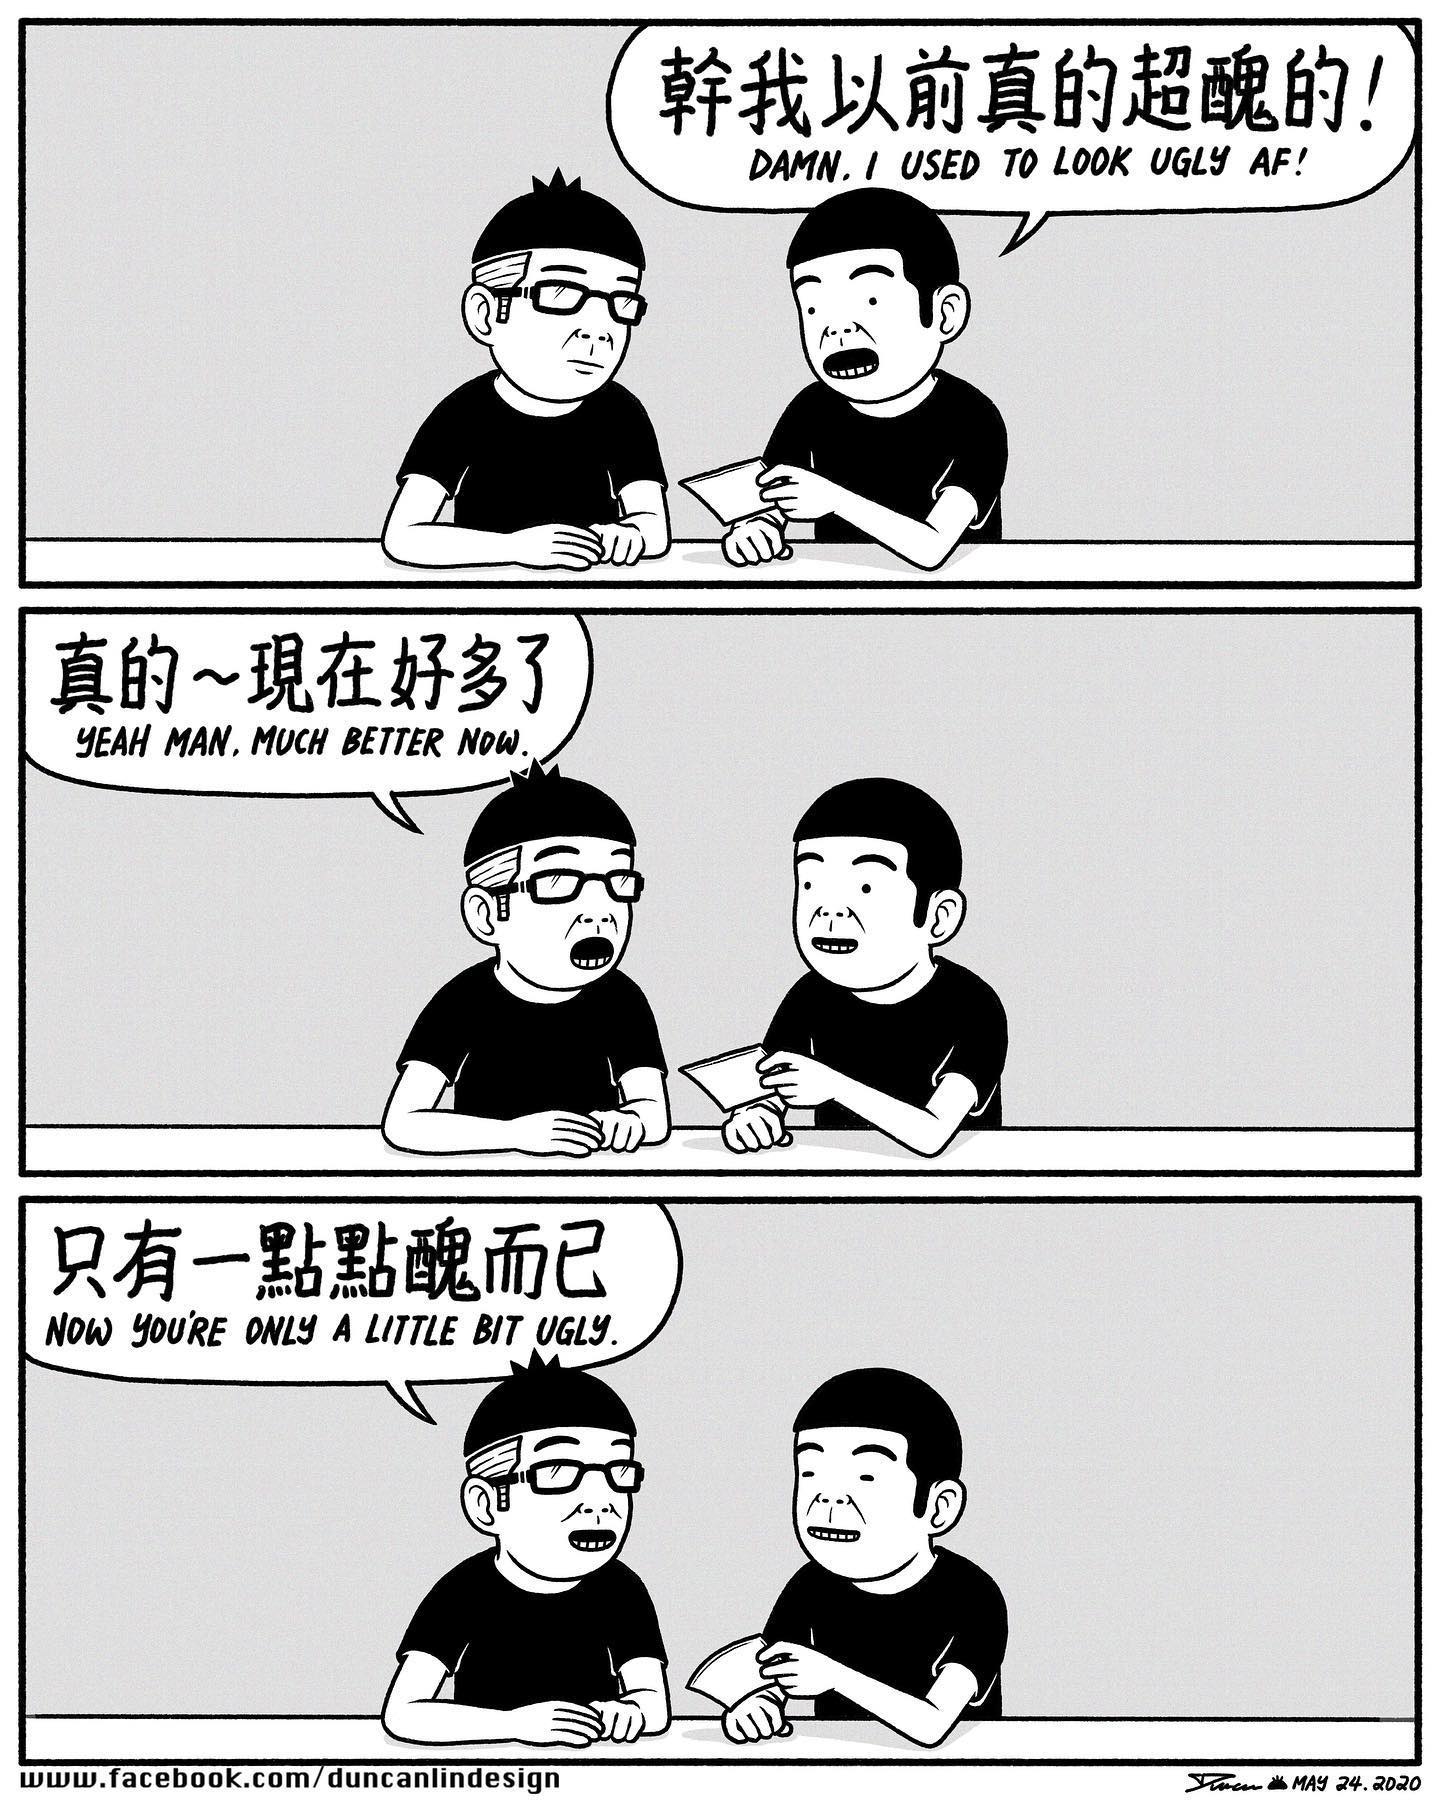 幹我以前真的超醜的！
DAMN. I USED TO LOOK UGLY AF!
真的～現在好多了
YEAH MAN, MUCH BETTER NOW.
只有一點點醜而已
NOW YOU'RE ONLY A LITTLE BIT UGLY.
www.facebook.com/duncanlindesign
Duncan MAY 24. 2020